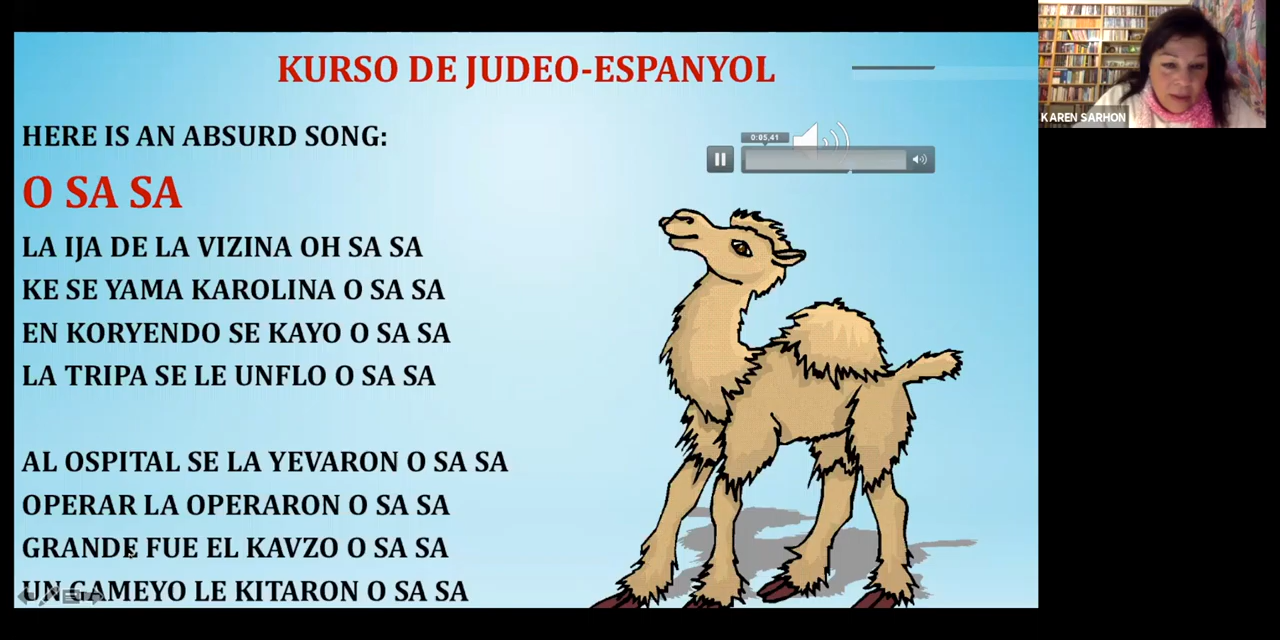 KURSO DE JUDEO-ESPANYOL
HERE IS AN ABSURD SONG:
O SA SA
LA IJA DE LA VIZINA OH SA SA
KE SE YAMA KAROLINA O SA SA
EN KORYENDO SE KAYO O SA SA
LA TRIPA SE LE UNFLO O SA SA
AL OSPITAL SE LA YEVARON O SA SA
OPERAR LA OPERARON O SA SA
GRANDE FUE EL KAVZO O SA SA
UN GAMEYO LE KITARON O SA SA
0:05,41
KAREN SARHON